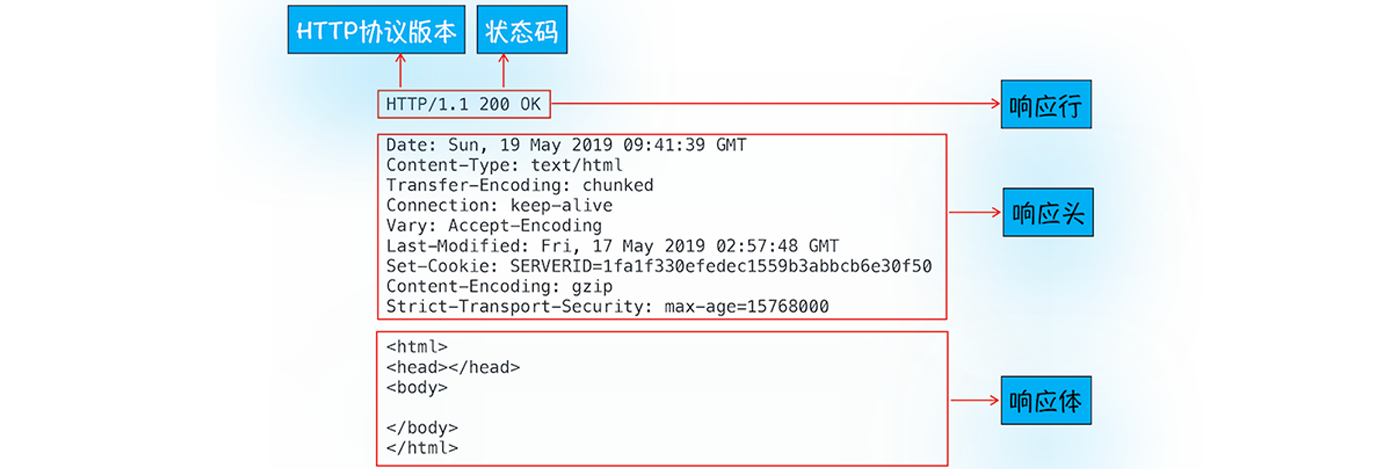 HTTP协议版本 状态码
HTTP/1.1 200 OK
响应行
Date: Sun, 19 May 2019 09:41:39 GMT
Content-Type: text/html
Transfer-Encoding: chunked
Connection: keep-alive
Vary: Accept-Encoding
Last-Modified: Fri, 17 May 2019 02:57:48 GMT
Set-Cookie: SERVERID=1fa1f330efedec1559b3abbcb6e30f50
Content-Encoding: gzip
Strict-Transport-Security: max-age=15768000
响应头
<html>
<head></head>
<body>
</body>
</html>
响应体